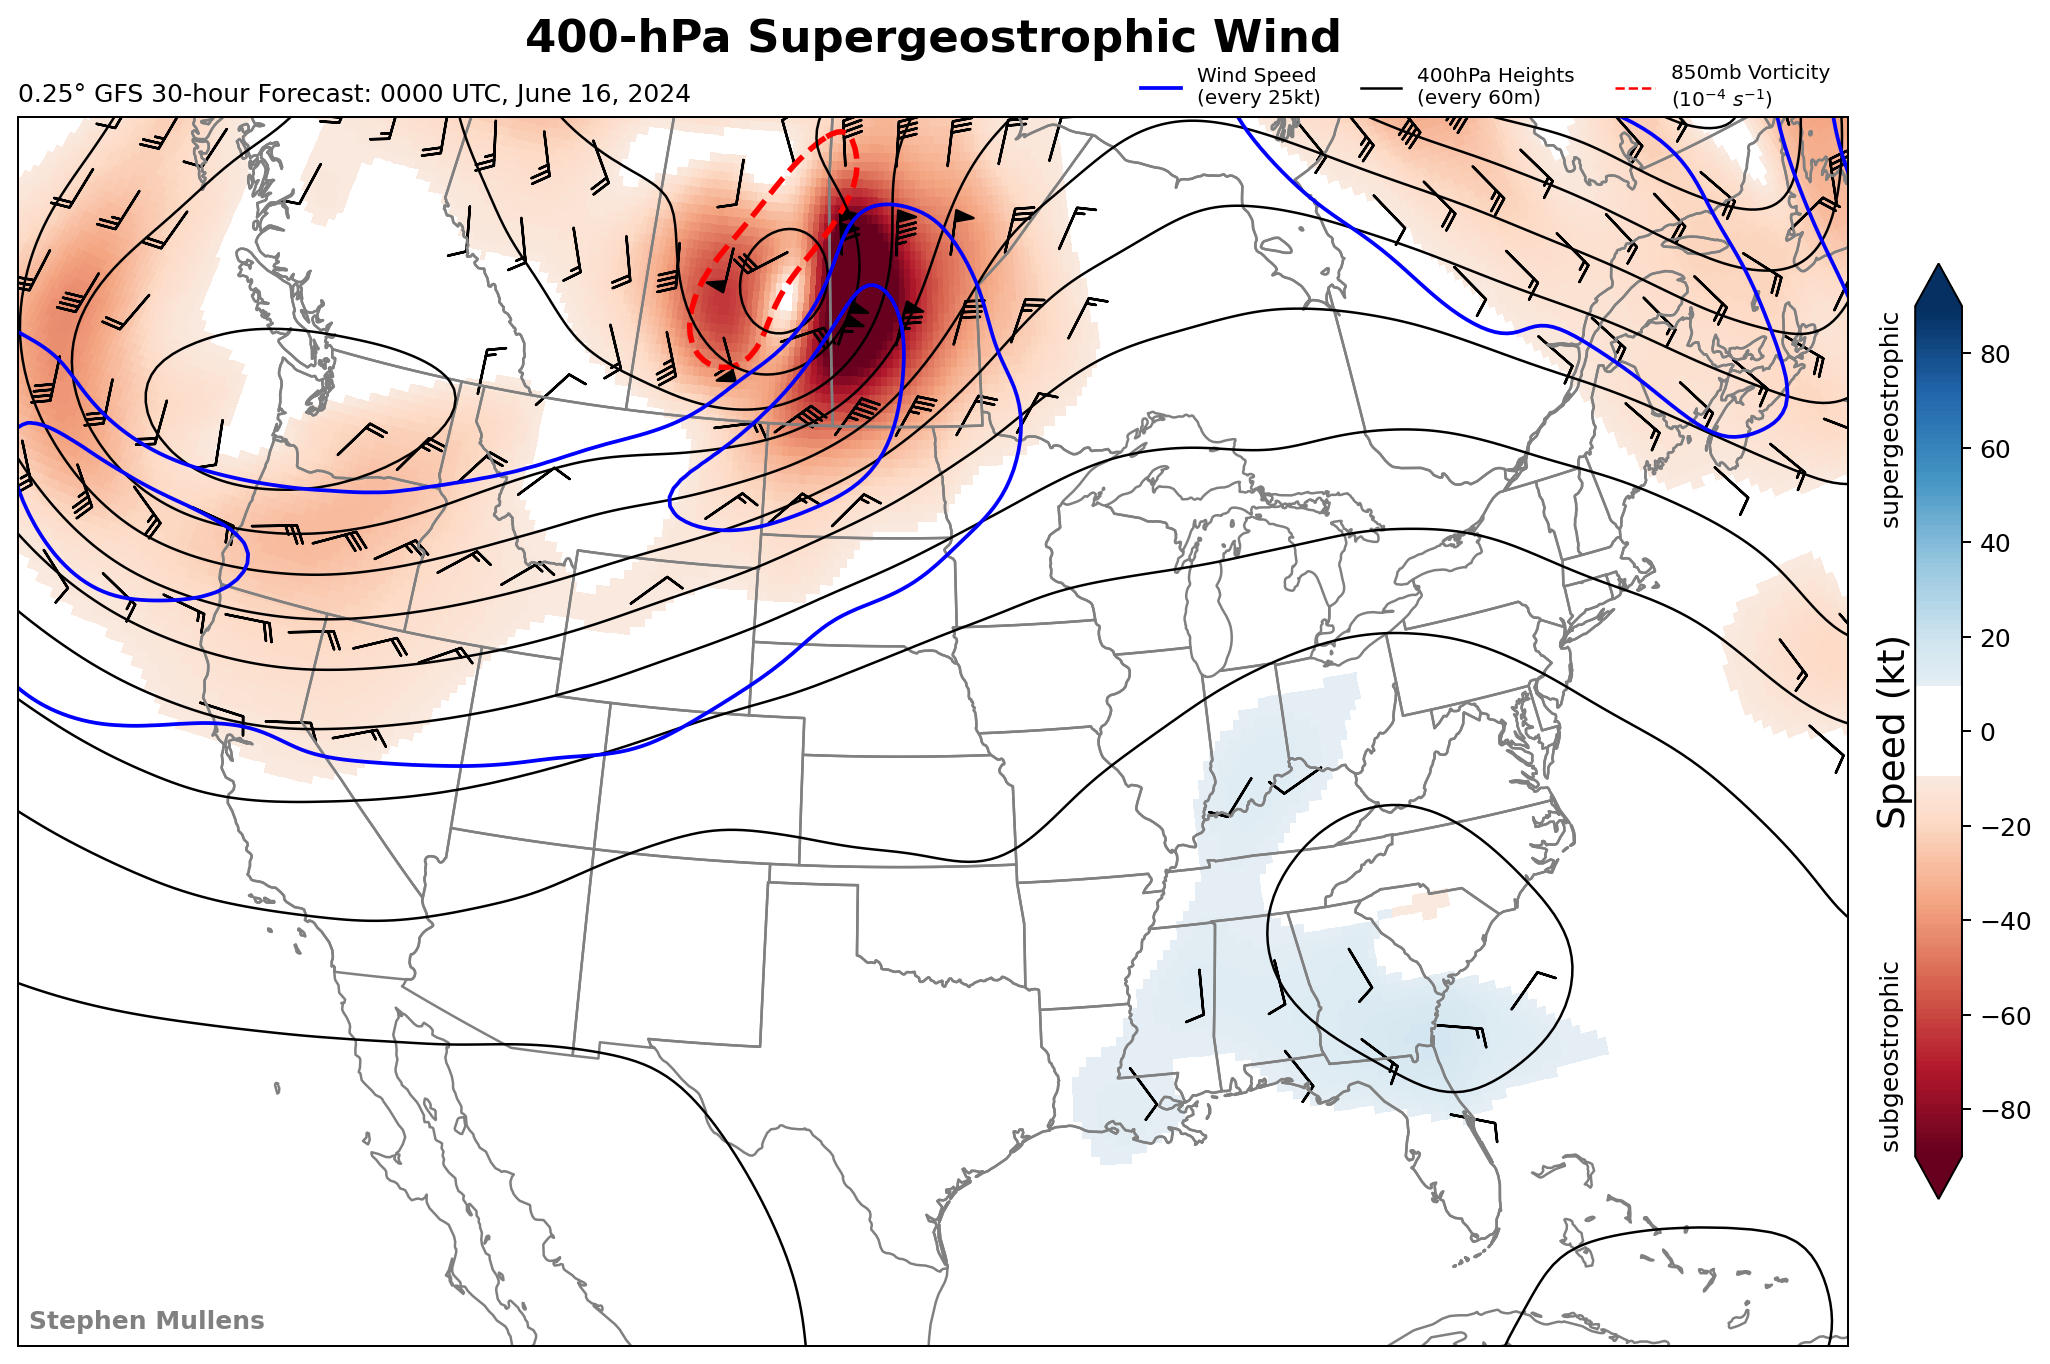 400-hPa Supergeostrophic Wind
0.25° GFS 30-hour Forecast: 0000 UTC, June 16, 2024
Wind Speed
(every 25kt)
400hPa Heights
(every 60m)
850mb Vorticity
(10⁻⁴ s⁻¹)
supergeostrophic
Speed (kt)
subgeostrophic
80
60
40
20
0
−20
−40
−60
−80
Stephen Mullens